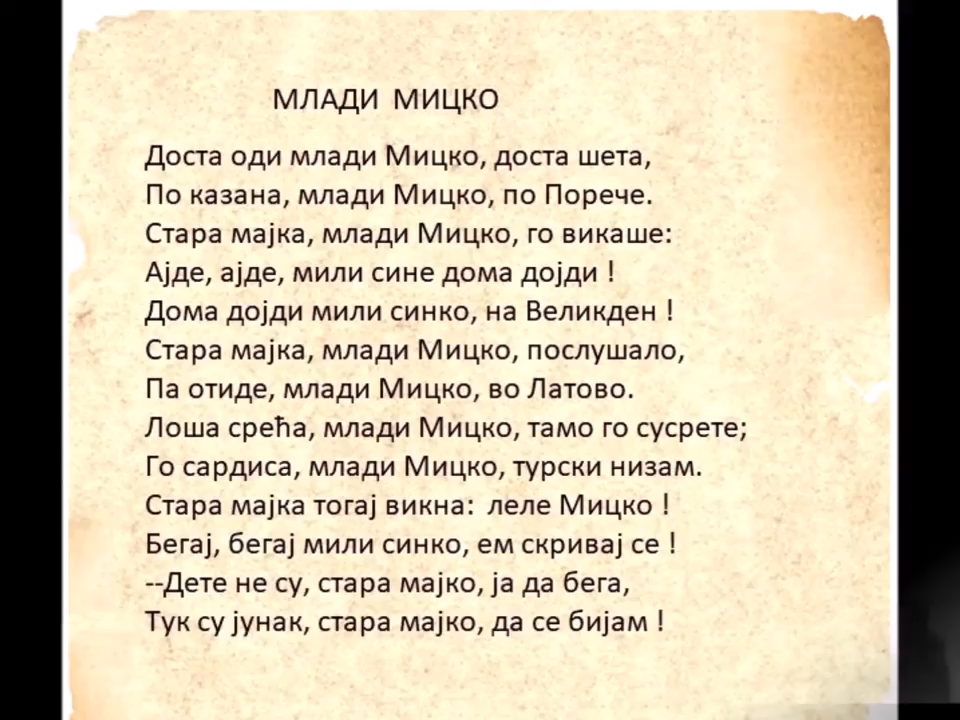 МЛАДИ МИЦКО
Доста оди млади Мицко, доста шета,
По казана, млади Мицко, по Порече.
Стара мајка, млади Мицко, го викаше:
Ајде, ајде, мили сине дома дојди !
Дома дојди мили синко, на Великден !
Стара мајка, млади Мицко, послушало,
Па отиде, млади Мицко, во Латово.
Лоша срећа, млади Мицко, тамо го сусрете;
Го сардиса, млади Мицко, турски низам.
Стара мајка тогај викна: леле Мицко !
Бегај, бегај мили синко, ем скривај се !
--Дете не су, стара мајко, ја да бега,
Тук су јунак, стара мајко, да се бијам !